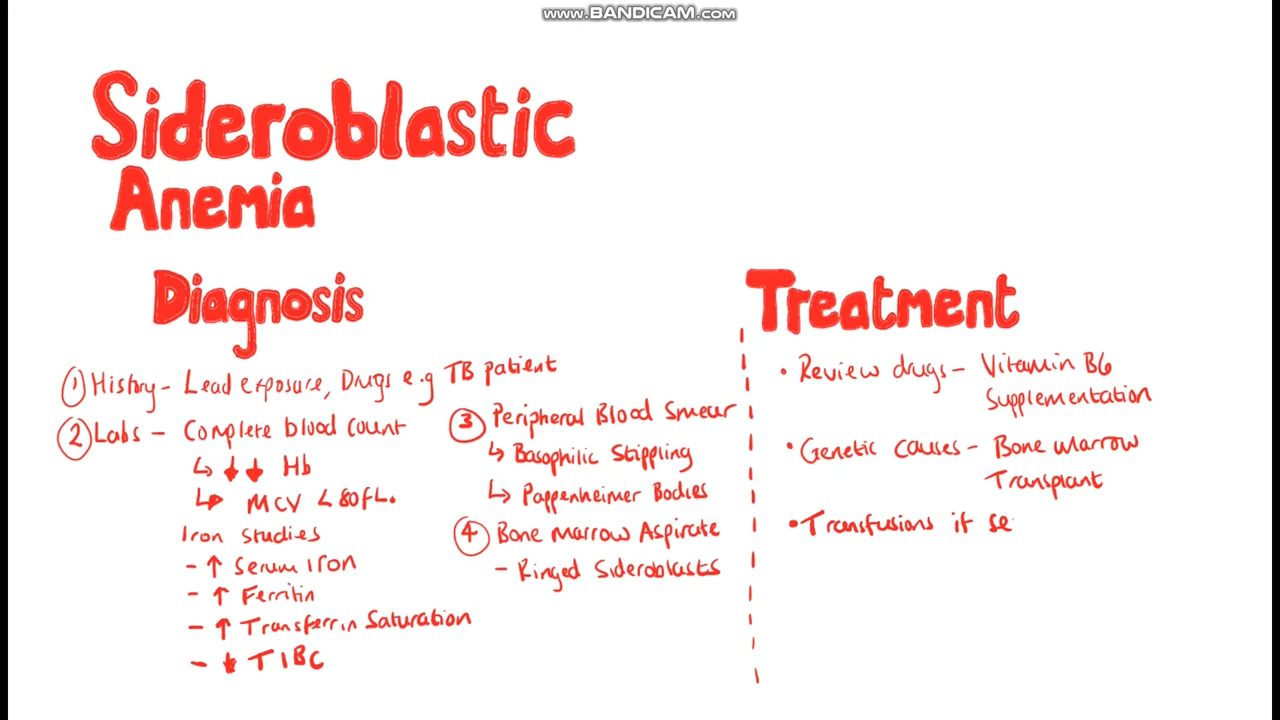 www.BANDICAM.com
Sideroblastic
Anemia
Diagnosis
① History - Lead exposure, Drugs e.g TB patient
② Labs - Complete blood count
↳ ↓↓ Hb
↳ MCV < 80fL.
Iron studies
- ↑ Serum Iron
- ↑ Ferritin
- ↑ Transferrin Saturation
- ↓ TIBC
③ Peripheral Blood Smear
↳ Basophilic Stippling
↳ Pappenheimer Bodies
④ Bone marrow Aspirate
- Ringed Sideroblasts
Treatment
• Review drugs - Vitamin B6
Supplementation
• Genetic causes - Bone marrow
Transplant
• Transfusions if se